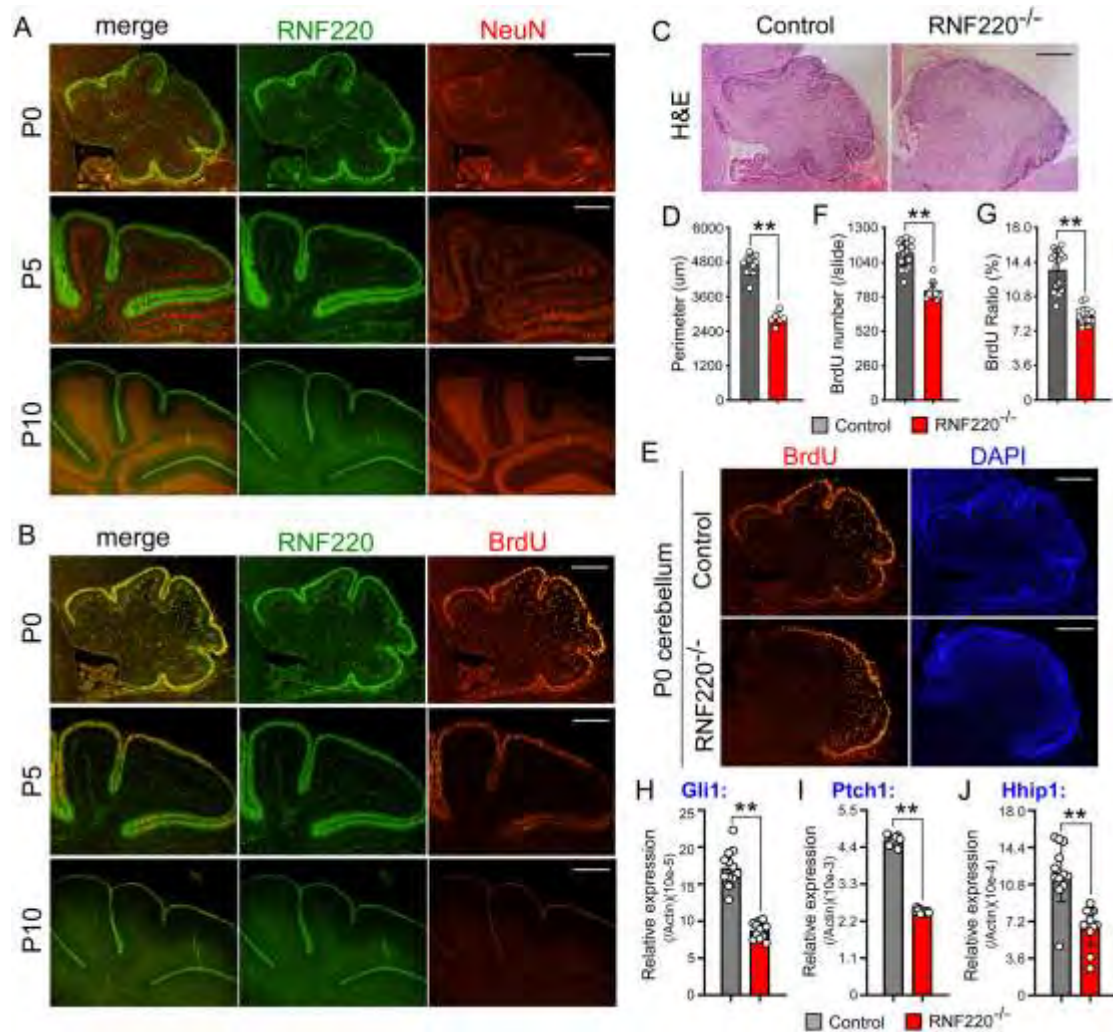 A
merge RNF220 NeuN
P0
P5
P10
B
merge RNF220 BrdU
P0
P5
P10
C
Control RNF220⁻/⁻
H&E
D
Perimeter (um)
6000
4800
3600
2400
1200
0
**
F
BrdU number (/slide)
1300
1040
780
520
260
0
**
G
BrdU Ratio (%)
18.0
14.4
10.8
7.2
3.6
0
**
Control RNF220⁻/⁻
E
BrdU DAPI
P0 cerebellum
Control
RNF220⁻/⁻
H Gli1:
Relative expression
(/Actin)(10e-5)
25
20
15
10
5
0
**
I Ptch1:
Relative expression
(/Actin)(10e-3)
5.5
4.4
3.3
2.2
1.1
0
**
J Hhip1:
Relative expression
(/Actin)(10e-4)
18.0
14.4
10.8
7.2
3.6
0
**
Control RNF220⁻/⁻